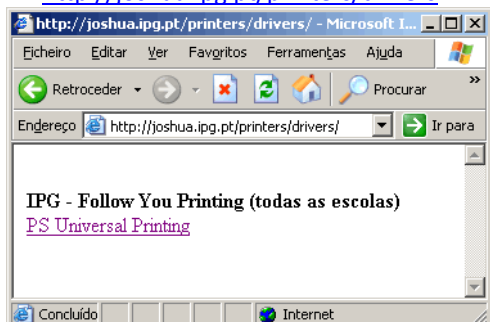 http://joshua.ipg.pt/printers/drivers/ - Microsoft I...
Ficheiro Editar Ver Favoritos Ferramentas Ajuda
Retroceder Procurar »
Endereço http://joshua.ipg.pt/printers/drivers/ Ir para
IPG - Follow You Printing (todas as escolas)
PS Universal Printing
Concluído Internet